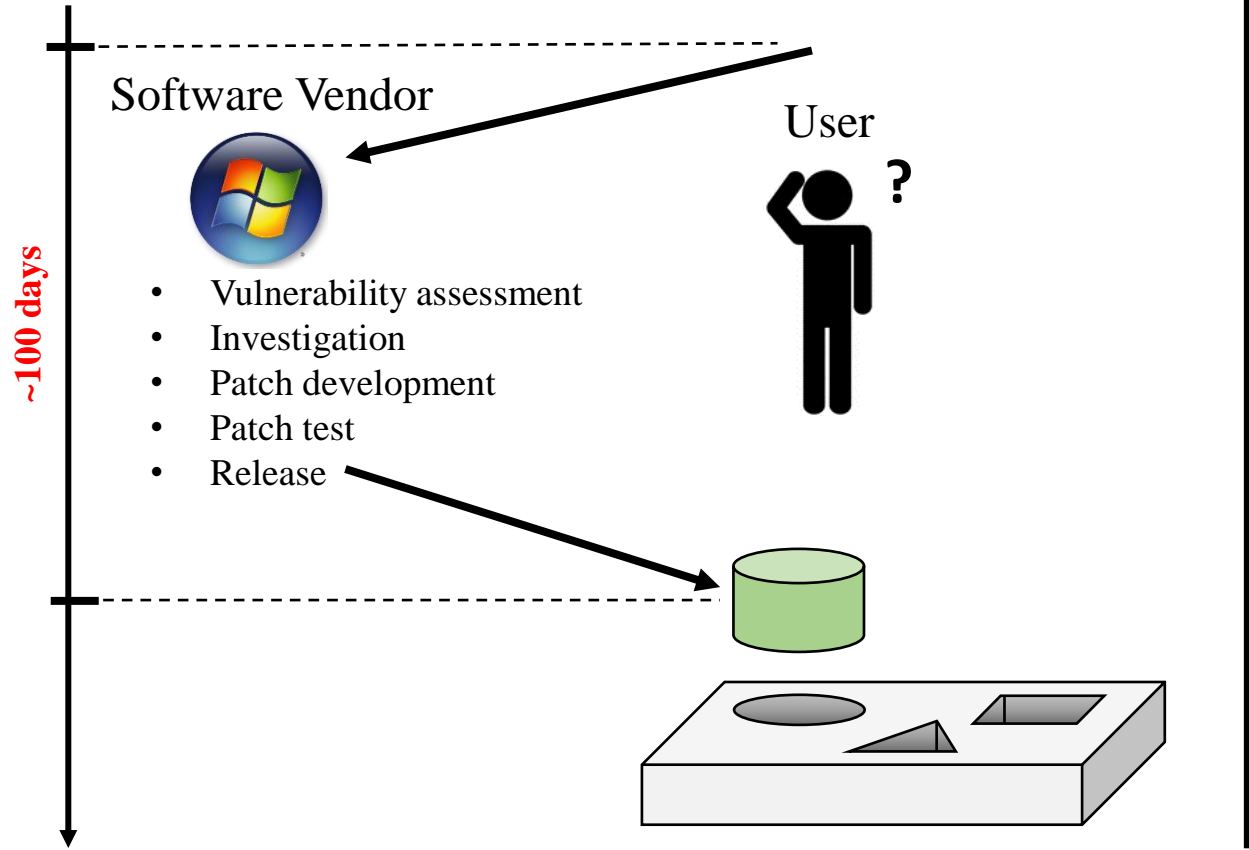 Software Vendor
User
?
~100 days
• Vulnerability assessment
• Investigation
• Patch development
• Patch test
• Release